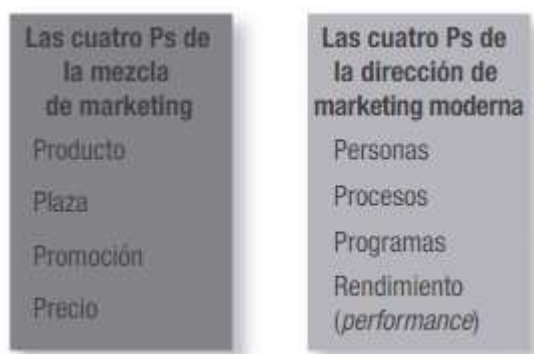 Las cuatro Ps de
la mezcla
de marketing
Producto
Plaza
Promoción
Precio
Las cuatro Ps de
la dirección de
marketing moderna
Personas
Procesos
Programas
Rendimiento
(performance)